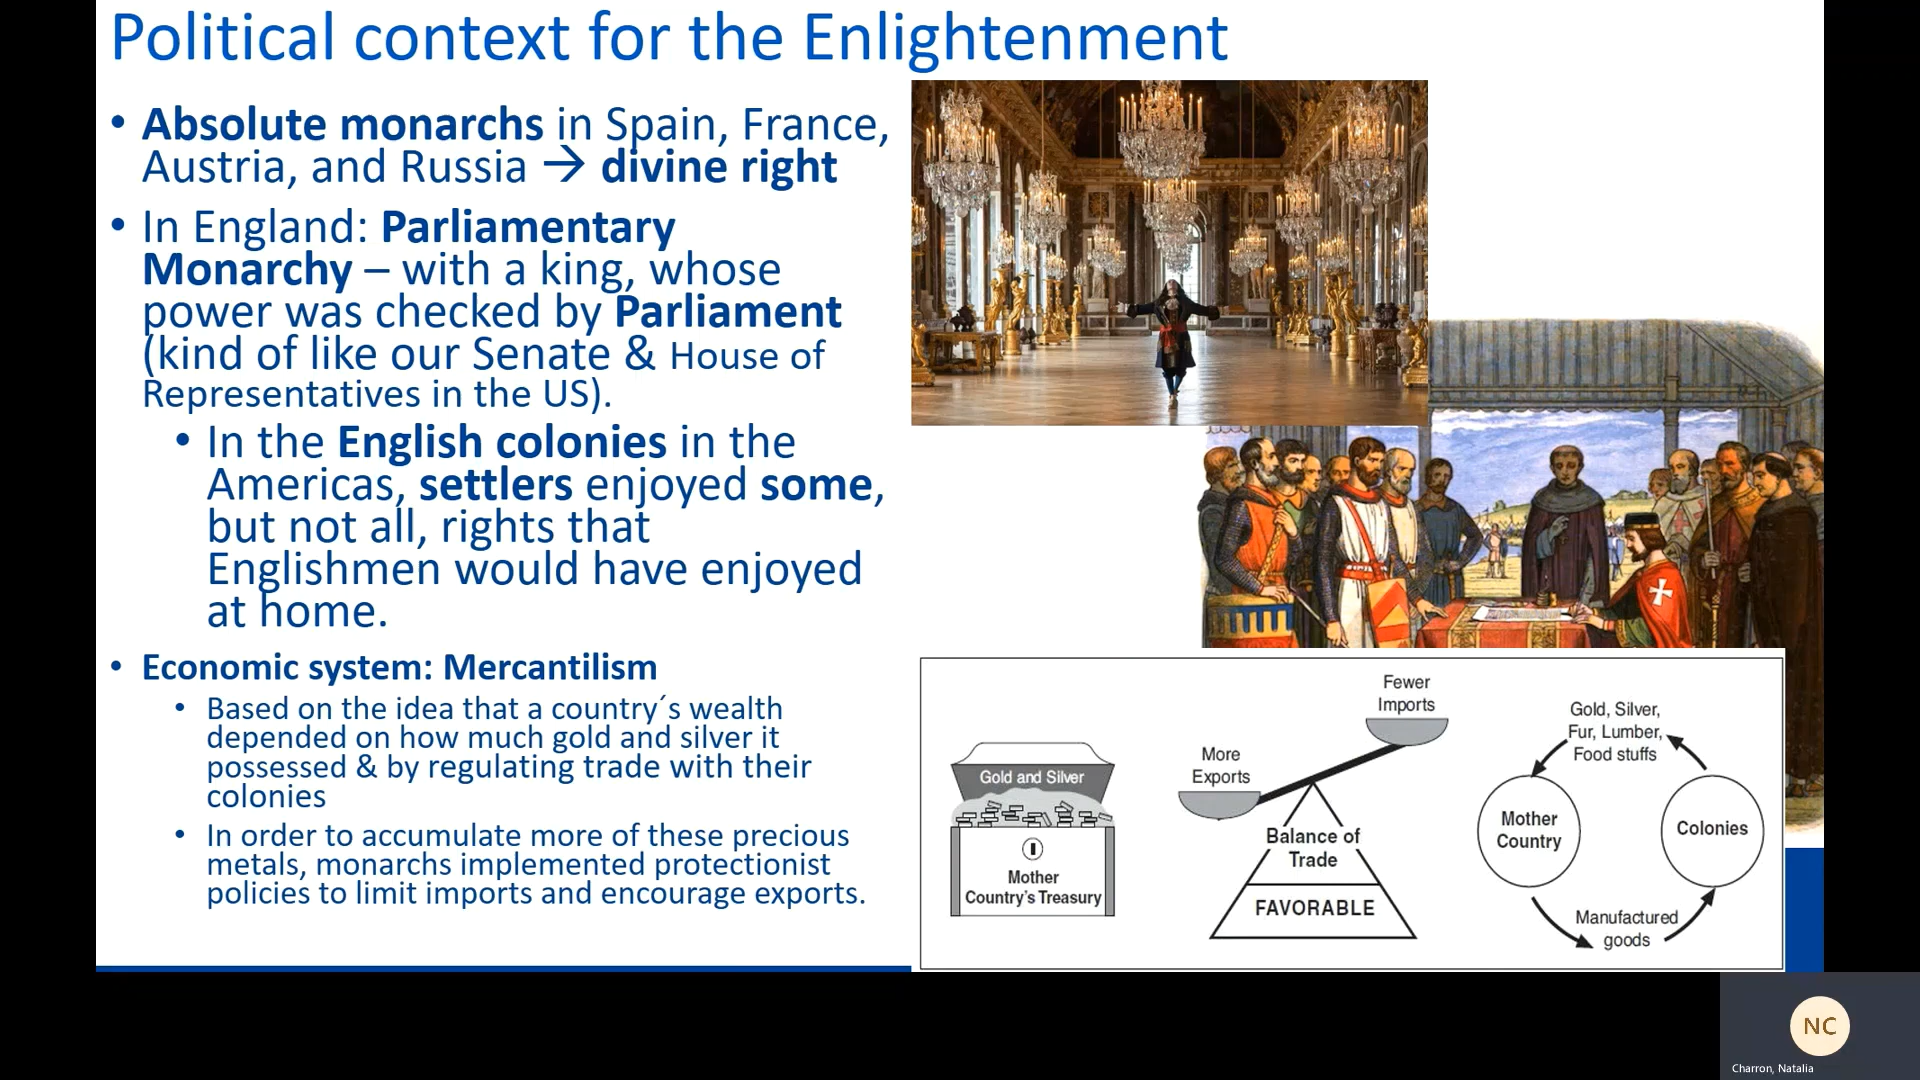 Political context for the Enlightenment
• Absolute monarchs in Spain, France,
Austria, and Russia → divine right
• In England: Parliamentary
Monarchy – with a king, whose
power was checked by Parliament
(kind of like our Senate & House of
Representatives in the US).
• In the English colonies in the
Americas, settlers enjoyed some,
but not all, rights that
Englishmen would have enjoyed
at home.
• Economic system: Mercantilism
• Based on the idea that a country´s wealth
depended on how much gold and silver it
possessed & by regulating trade with their
colonies
• In order to accumulate more of these precious
metals, monarchs implemented protectionist
policies to limit imports and encourage exports.
Gold and Silver
Mother
Country's Treasury
More
Exports
Fewer
Imports
Balance of
Trade
FAVORABLE
Gold, Silver,
Fur, Lumber,
Food stuffs
Mother
Country
Colonies
Manufactured
goods
NC
Charron, Natalia